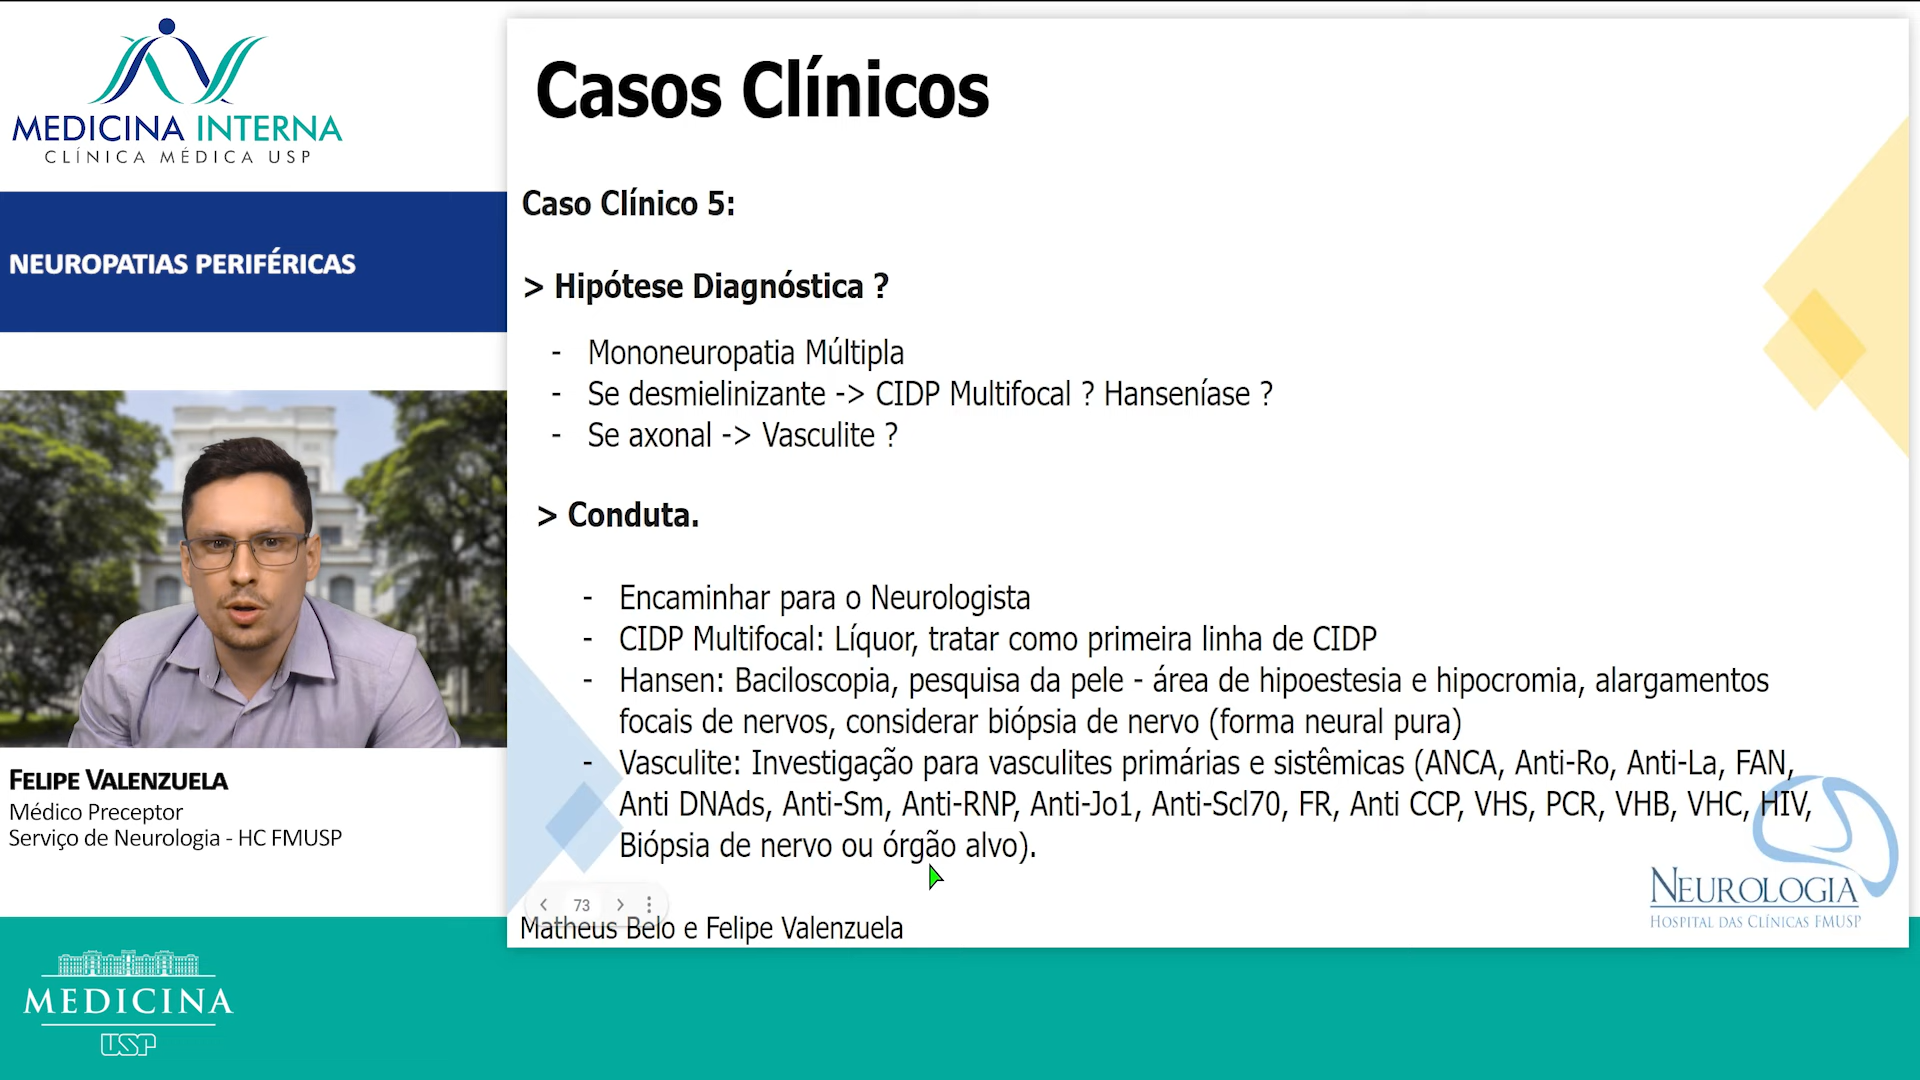 MEDICINA INTERNA
CLÍNICA MÉDICA USP
NEUROPATIAS PERIFÉRICAS
FELIPE VALENZUELA
Médico Preceptor
Serviço de Neurologia - HC FMUSP
MEDICINA
USP
Casos Clínicos
Caso Clínico 5:
> Hipótese Diagnóstica ?
- Mononeuropatia Múltipla
- Se desmielinizante -> CIDP Multifocal ? Hanseníase ?
- Se axonal -> Vasculite ?
> Conduta.
- Encaminhar para o Neurologista
- CIDP Multifocal: Líquor, tratar como primeira linha de CIDP
- Hansen: Baciloscopia, pesquisa da pele - área de hipoestesia e hipocromia, alargamentos
focais de nervos, considerar biópsia de nervo (forma neural pura)
- Vasculite: Investigação para vasculites primárias e sistêmicas (ANCA, Anti-Ro, Anti-La, FAN,
Anti DNAds, Anti-Sm, Anti-RNP, Anti-Jo1, Anti-Scl70, FR, Anti CCP, VHS, PCR, VHB, VHC, HIV,
Biópsia de nervo ou órgão alvo).
73
Matheus Belo e Felipe Valenzuela
NEUROLOGIA
HOSPITAL DAS CLÍNICAS FMUSP